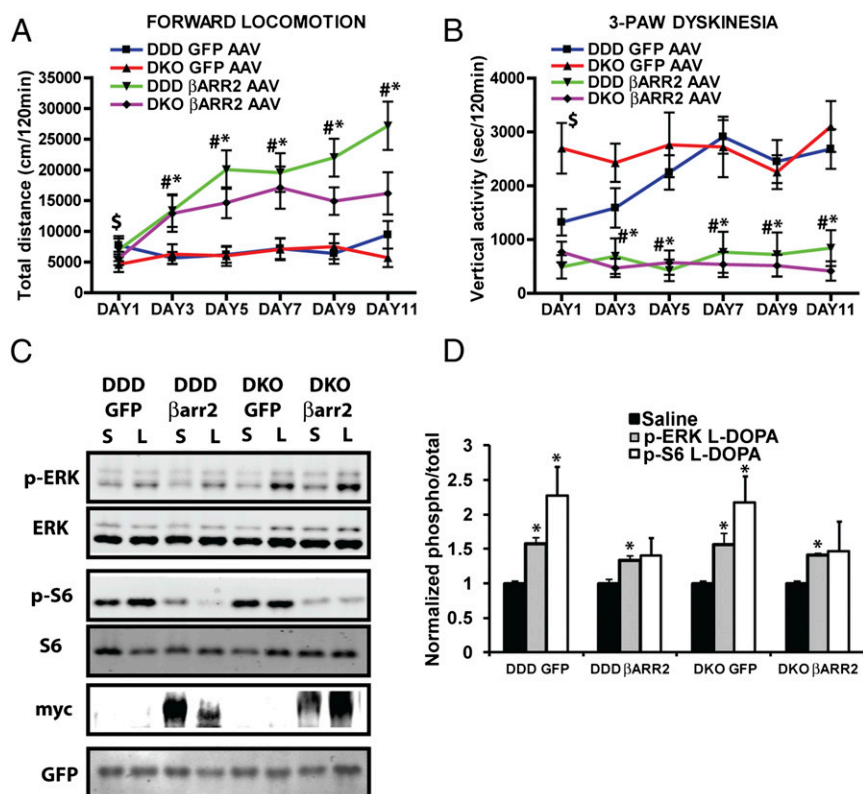 A
FORWARD LOCOMOTION
DDD GFP AAV
DKO GFP AAV
DDD βARR2 AAV
DKO βARR2 AAV
Total distance (cm/120min)
40000
35000
30000
25000
20000
15000
10000
5000
0
$
#*
#*
#*
#*
#*
DAY1 DAY3 DAY5 DAY7 DAY9 DAY11
B
3-PAW DYSKINESIA
DDD GFP AAV
DKO GFP AAV
DDD βARR2 AAV
DKO βARR2 AAV
Vertical activity (sec/120min)
4000
3000
2000
1000
0
$
#*
#*
#*
#*
#*
DAY1 DAY3 DAY5 DAY7 DAY9 DAY11
C
DDD DDD DKO DKO
GFP βarr2 GFP βarr2
S L S L S L S L
p-ERK
ERK
p-S6
S6
myc
GFP
D
Saline
p-ERK L-DOPA
p-S6 L-DOPA
Normalized phospho/total
3
2.5
2
1.5
1
0.5
0
* *
*
* *
*
DDD GFP DDD βARR2 DKO GFP DKO βARR2